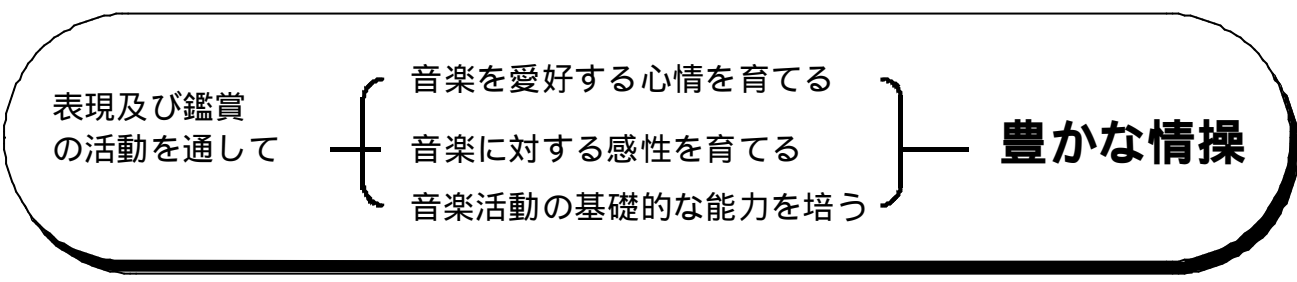 表現及び鑑賞
の活動を通して
音楽を愛好する心情を育てる
音楽に対する感性を育てる
音楽活動の基礎的な能力を培う
豊かな情操